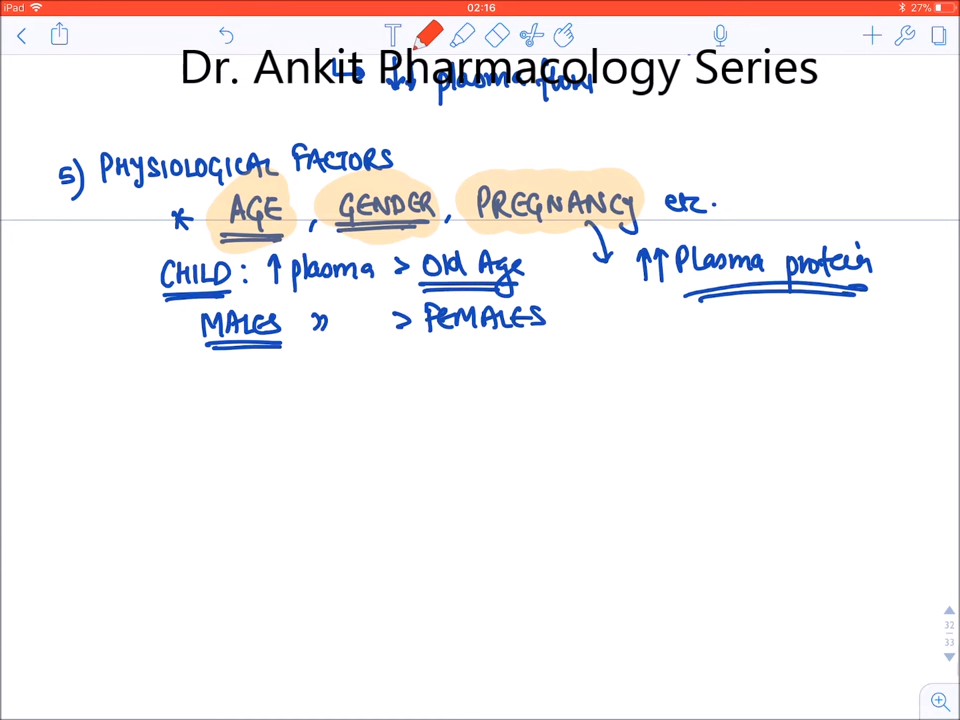 iPad 02:16 27%
Dr. Ankit Pharmacology Series
↳ ↓↓ plasma flow
5) PHYSIOLOGICAL FACTORS
* AGE, GENDER, PREGNANCY etc.
CHILD: ↑ plasma > Old Age
↑↑ Plasma protein
MALES " > FEMALES
32
33